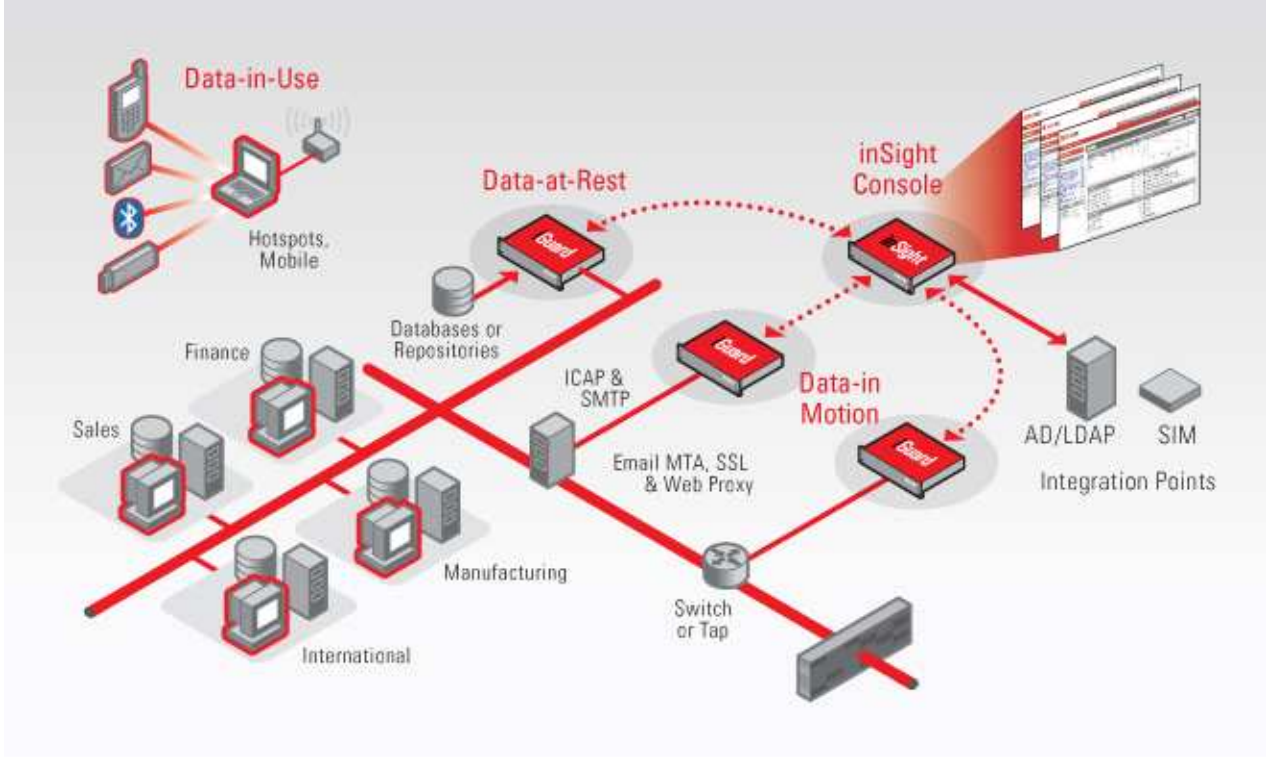 Data-in-Use
Hotspots,
Mobile
Data-at-Rest
Guard
inSight
Console
inSight
Databases or
Repositories
Finance
Sales
ICAP &
SMTP
Guard
Data-in
Motion
Guard
AD/LDAP
SIM
Integration Points
Email MTA, SSL
& Web Proxy
Manufacturing
International
Switch
or Tap